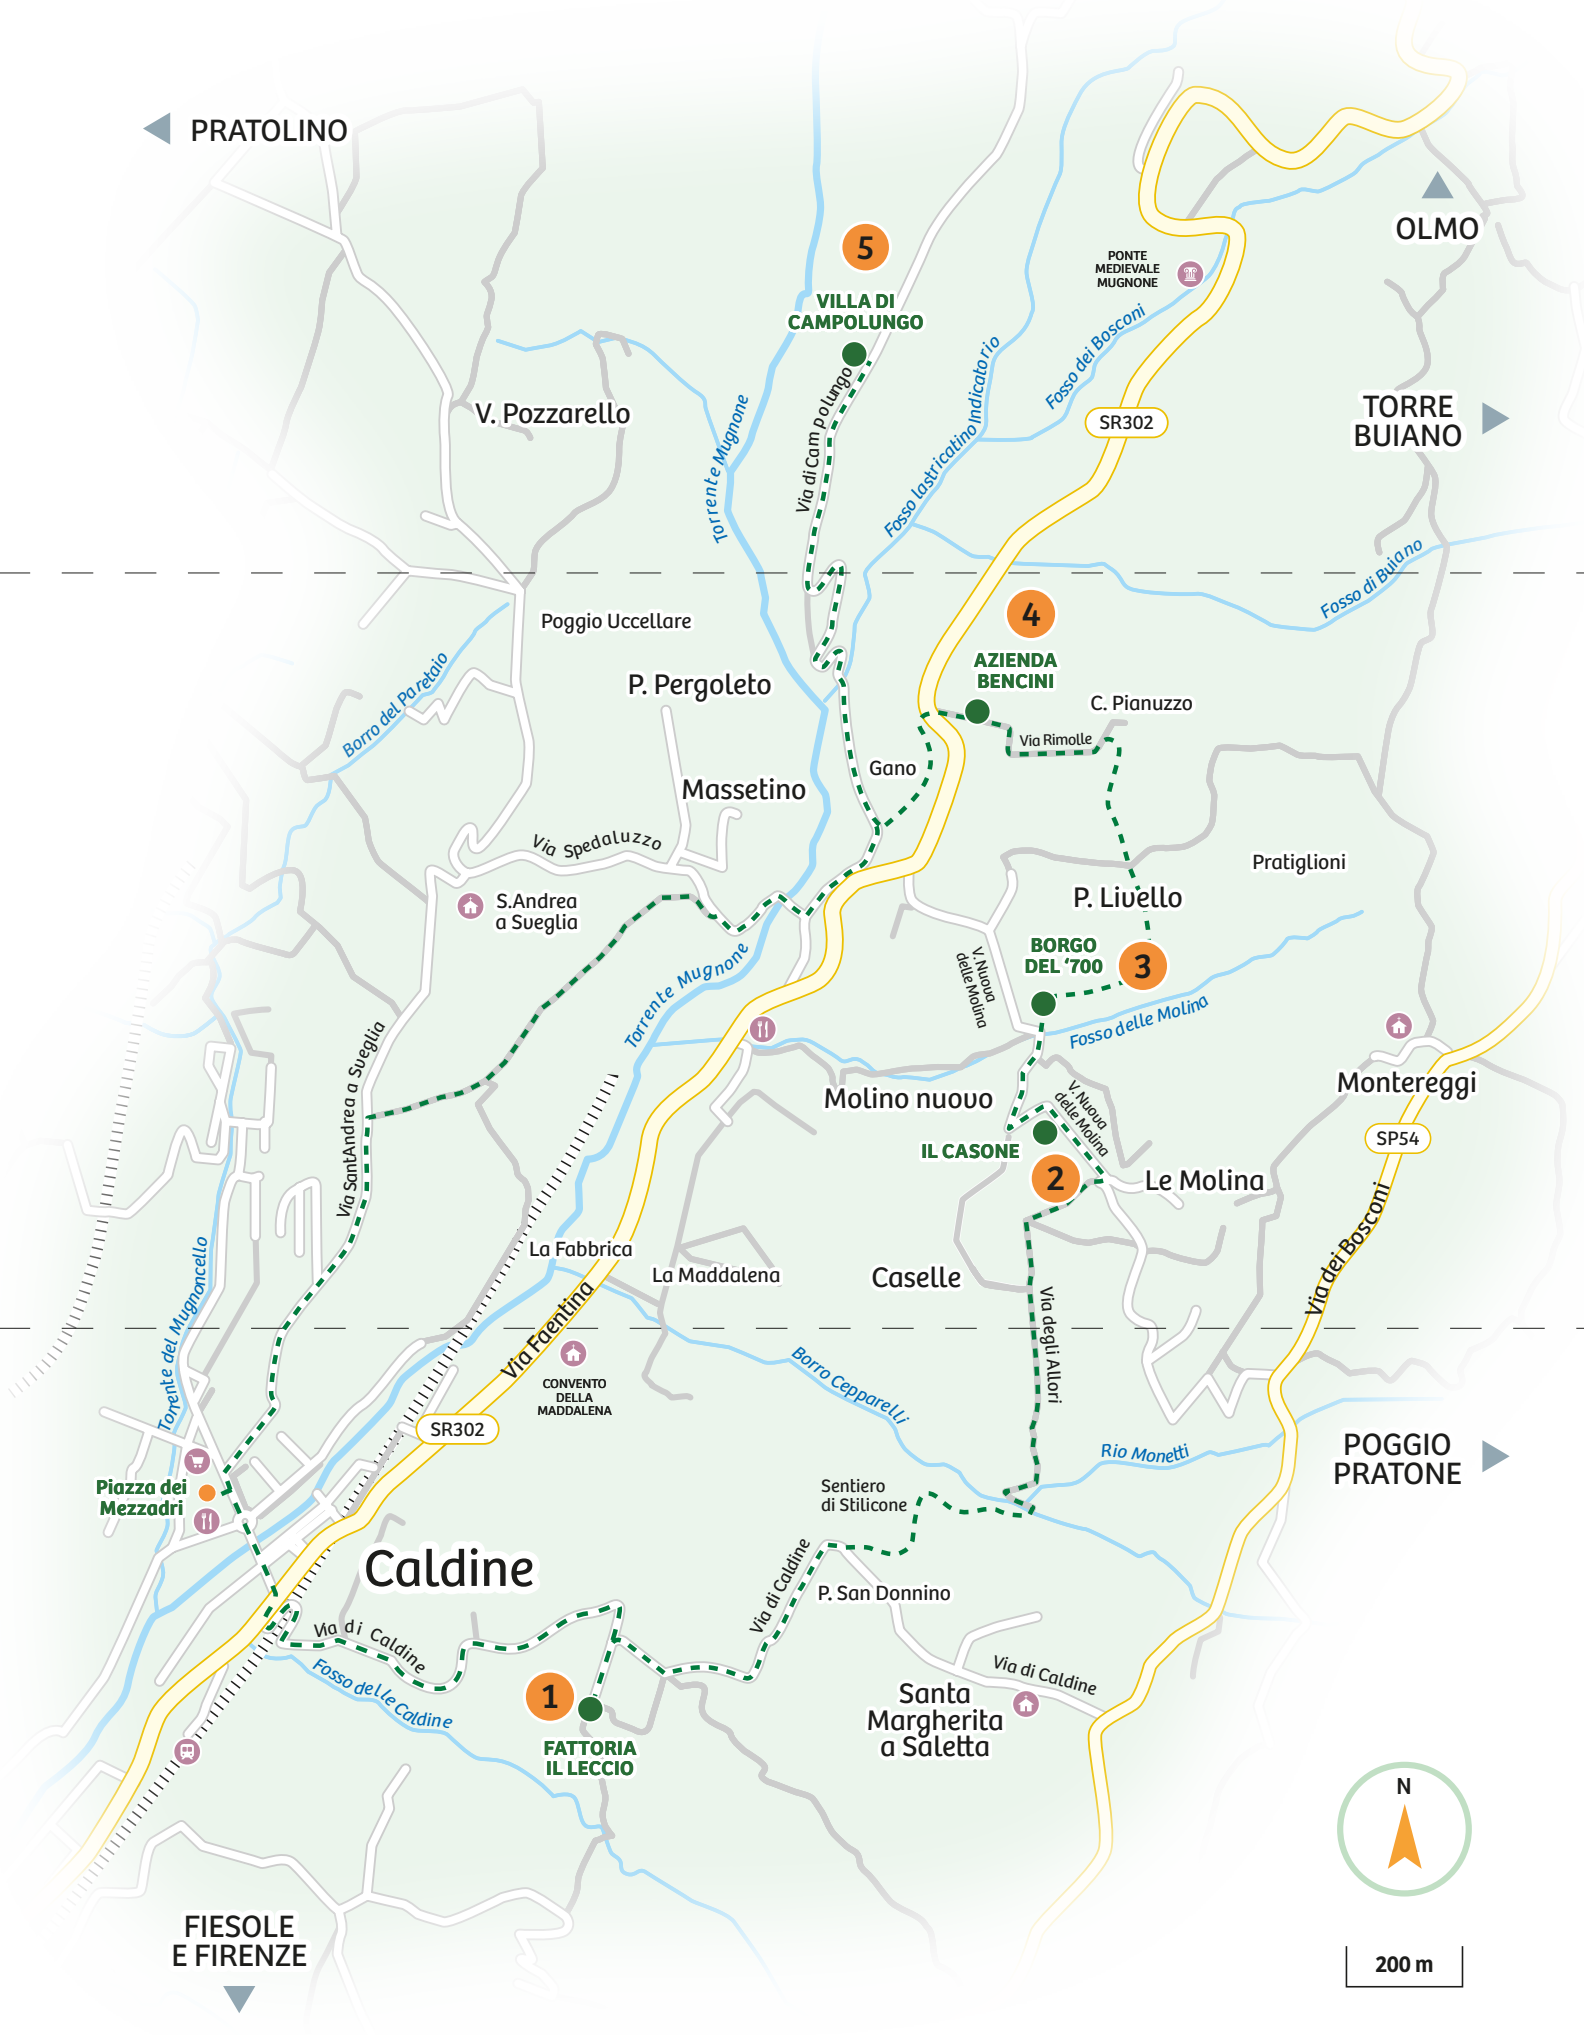 PRATOLINO
OLMO
5
VILLA DI
CAMPOLUNGO
PONTE
MEDIEVALE
MUGNONE
Fosso dei Bosconi
Fosso lastricatino Indicatorio
Torrente Mugnone
Via di Campolungo
V. Pozzarello
SR302
TORRE
BUIANO
Fosso di Buiano
Poggio Uccellare
4
AZIENDA
BENCINI
Borro del Paretaio
P. Pergoleto
C. Pianuzzo
Via Rimolle
Gano
Massetino
Via Spedaluzzo
Pratiglioni
S.Andrea
a Sveglia
P. Livello
BORGO
DEL ‘700
3
V. Nuova
delle Molina
Torrente Mugnone
Fosso delle Molina
Via SantAndrea a Sveglia
Molino nuovo
Montereggi
V. Nuova
delle Molina
SP54
IL CASONE
2
Le Molina
La Fabbrica
La Maddalena
Caselle
Via dei Bosconi
Torrente del Mugnoncello
Via Faentina
Via degli Allori
CONVENTO
DELLA
MADDALENA
Borro Cepparelli
SR302
Rio Monetti
POGGIO
PRATONE
Piazza dei
Mezzadri
Sentiero
di Stilicone
Caldine
Via di Caldine
P. San Donnino
Via di Caldine
Fosso delle Caldine
1
FATTORIA
IL LECCIO
Via di Caldine
Santa
Margherita
a Saletta
N
FIESOLE
E FIRENZE
200 m